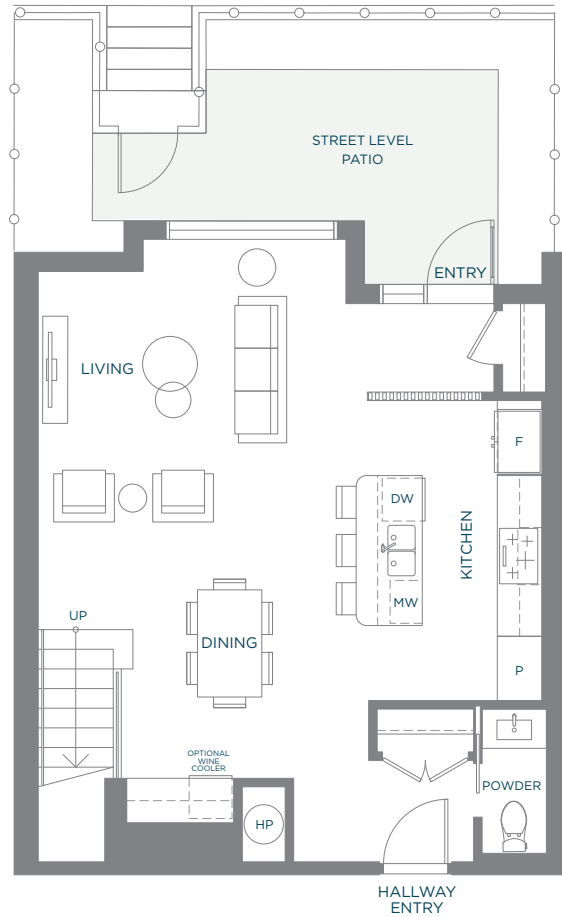 STREET LEVEL
PATIO
ENTRY
LIVING
F
DW
KITCHEN
MW
UP
DINING
P
OPTIONAL
WINE
COOLER
POWDER
HP
HALLWAY
ENTRY